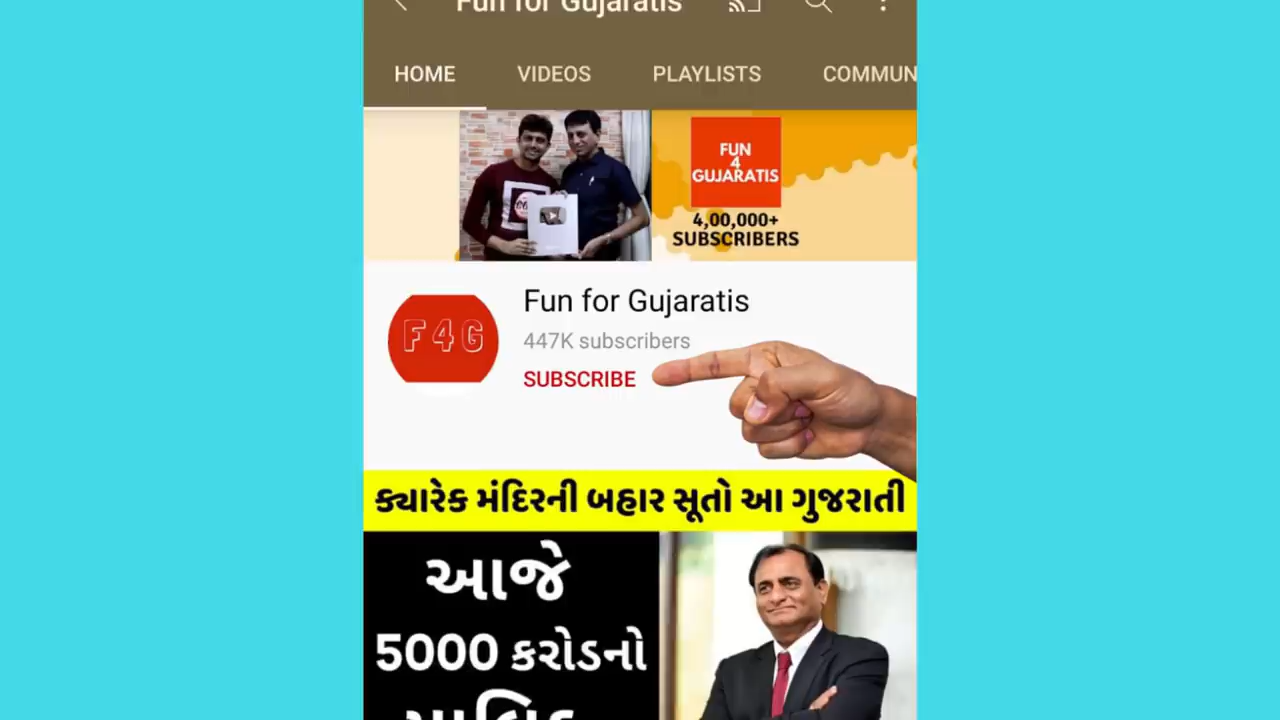 Fun for Gujaratis
HOME VIDEOS PLAYLISTS COMMUN
FUN
4
GUJARATIS
4,00,000+
SUBSCRIBERS
F4G
Fun for Gujaratis
447K subscribers
SUBSCRIBE
ક્યારેક મંદિરની બહાર સૂતો આ ગુજરાતી
આજે
5000 કરોડનો